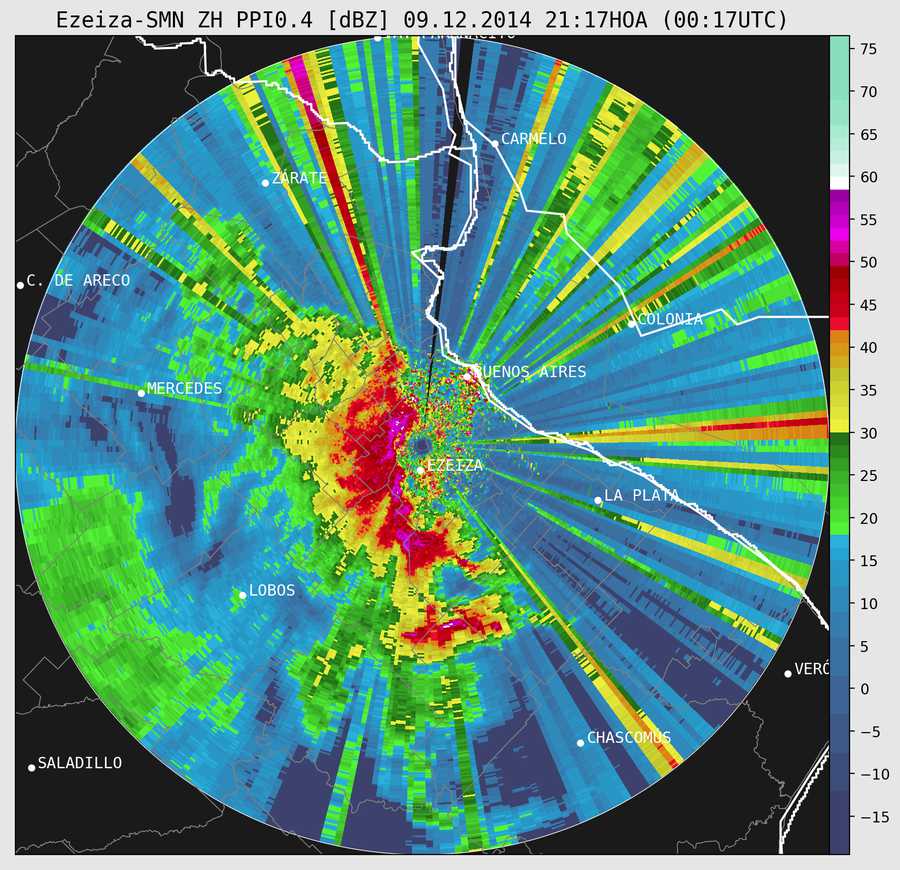 Ezeiza-SMN ZH PPI0.4 [dBZ] 09.12.2014 21:17HOA (00:17UTC)
CARMELO
ZÁRATE
C. DE ARECO
COLONIA
MERCEDES
BUENOS AIRES
EZEIZA
LA PLATA
LOBOS
VERÓ
CHASCOMUS
SALADILLO
75
70
65
60
55
50
45
40
35
30
25
20
15
10
5
0
−5
−10
−15